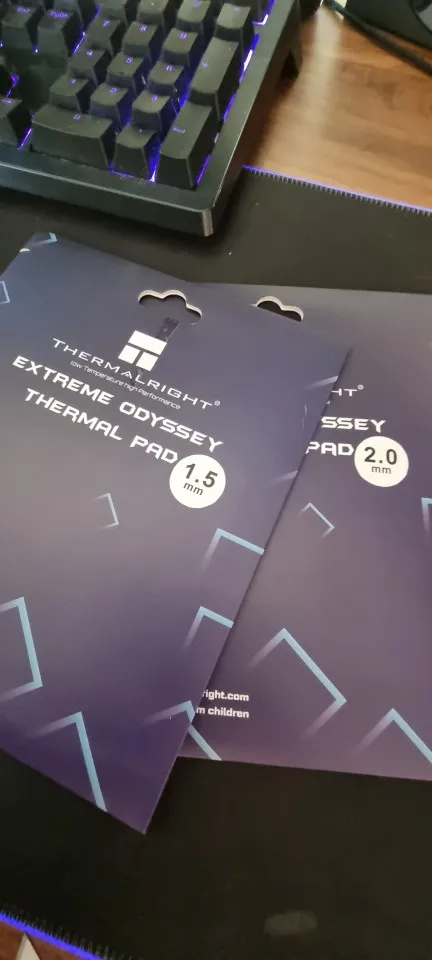 THERMALRIGHT®
low Temperature high Performance
EXTREME ODYSSEY
THERMAL PAD
1.5
mm
IGHT®
SSEY
PAD
2.0
mm
right.com
m children